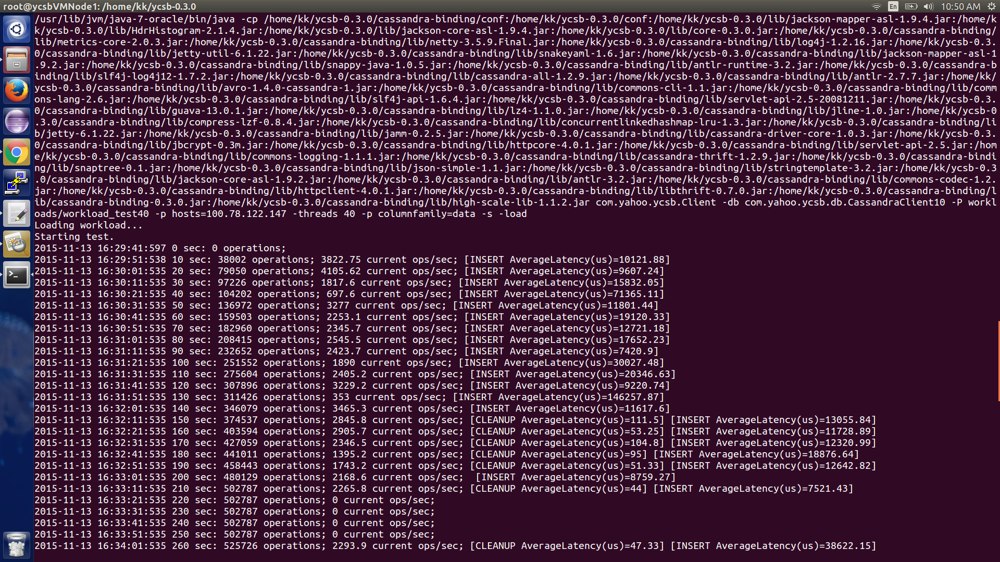 root@ycsbVMNode1: /home/kk/ycsb-0.3.0
En
10:50 AM
/usr/lib/jvm/java-7-oracle/bin/java -cp /home/kk/ycsb-0.3.0/cassandra-binding/conf:/home/kk/ycsb-0.3.0/conf:/home/kk/ycsb-0.3.0/lib/jackson-mapper-asl-1.9.4.jar:/home/k
k/ycsb-0.3.0/lib/HdrHistogram-2.1.4.jar:/home/kk/ycsb-0.3.0/lib/jackson-core-asl-1.9.4.jar:/home/kk/ycsb-0.3.0/lib/core-0.3.0.jar:/home/kk/ycsb-0.3.0/cassandra-binding/
lib/metrics-core-2.0.3.jar:/home/kk/ycsb-0.3.0/cassandra-binding/lib/netty-3.5.9.Final.jar:/home/kk/ycsb-0.3.0/cassandra-binding/lib/log4j-1.2.16.jar:/home/kk/ycsb-0.3.
0/cassandra-binding/lib/jetty-util-6.1.22.jar:/home/kk/ycsb-0.3.0/cassandra-binding/lib/snakeyaml-1.6.jar:/home/kk/ycsb-0.3.0/cassandra-binding/lib/jackson-mapper-asl-1
.9.2.jar:/home/kk/ycsb-0.3.0/cassandra-binding/lib/snappy-java-1.0.5.jar:/home/kk/ycsb-0.3.0/cassandra-binding/lib/antlr-runtime-3.2.jar:/home/kk/ycsb-0.3.0/cassandra-b
inding/lib/slf4j-log4j12-1.7.2.jar:/home/kk/ycsb-0.3.0/cassandra-binding/lib/cassandra-all-1.2.9.jar:/home/kk/ycsb-0.3.0/cassandra-binding/lib/antlr-2.7.7.jar:/home/kk/
ycsb-0.3.0/cassandra-binding/lib/avro-1.4.0-cassandra-1.jar:/home/kk/ycsb-0.3.0/cassandra-binding/lib/commons-cli-1.1.jar:/home/kk/ycsb-0.3.0/cassandra-binding/lib/comm
ons-lang-2.6.jar:/home/kk/ycsb-0.3.0/cassandra-binding/lib/slf4j-api-1.6.4.jar:/home/kk/ycsb-0.3.0/cassandra-binding/lib/servlet-api-2.5-20081211.jar:/home/kk/ycsb-0.3.
0/cassandra-binding/lib/guava-13.0.1.jar:/home/kk/ycsb-0.3.0/cassandra-binding/lib/lz4-1.1.0.jar:/home/kk/ycsb-0.3.0/cassandra-binding/lib/jline-1.0.jar:/home/kk/ycsb-0
.3.0/cassandra-binding/lib/compress-lzf-0.8.4.jar:/home/kk/ycsb-0.3.0/cassandra-binding/lib/concurrentlinkedhashmap-lru-1.3.jar:/home/kk/ycsb-0.3.0/cassandra-binding/li
b/jetty-6.1.22.jar:/home/kk/ycsb-0.3.0/cassandra-binding/lib/jamm-0.2.5.jar:/home/kk/ycsb-0.3.0/cassandra-binding/lib/cassandra-driver-core-1.0.3.jar:/home/kk/ycsb-0.3.
0/cassandra-binding/lib/jbcrypt-0.3m.jar:/home/kk/ycsb-0.3.0/cassandra-binding/lib/httpcore-4.0.1.jar:/home/kk/ycsb-0.3.0/cassandra-binding/lib/servlet-api-2.5.jar:/hom
e/kk/ycsb-0.3.0/cassandra-binding/lib/commons-logging-1.1.1.jar:/home/kk/ycsb-0.3.0/cassandra-binding/lib/cassandra-thrift-1.2.9.jar:/home/kk/ycsb-0.3.0/cassandra-bindi
ng/lib/snaptree-0.1.jar:/home/kk/ycsb-0.3.0/cassandra-binding/lib/json-simple-1.1.jar:/home/kk/ycsb-0.3.0/cassandra-binding/lib/stringtemplate-3.2.jar:/home/kk/ycsb-0.3
.0/cassandra-binding/lib/jackson-core-asl-1.9.2.jar:/home/kk/ycsb-0.3.0/cassandra-binding/lib/antlr-3.2.jar:/home/kk/ycsb-0.3.0/cassandra-binding/lib/commons-codec-1.2.
jar:/home/kk/ycsb-0.3.0/cassandra-binding/lib/httpclient-4.0.1.jar:/home/kk/ycsb-0.3.0/cassandra-binding/lib/libthrift-0.7.0.jar:/home/kk/ycsb-0.3.0/cassandra-binding/l
ib/cassandra-binding-0.3.0.jar:/home/kk/ycsb-0.3.0/cassandra-binding/lib/high-scale-lib-1.1.2.jar com.yahoo.ycsb.Client -db com.yahoo.ycsb.db.CassandraClient10 -P workl
oads/workload_test40 -p hosts=100.78.122.147 -threads 40 -p columnfamily=data -s -load
Loading workload...
Starting test.
2015-11-13 16:29:41:597 0 sec: 0 operations;
2015-11-13 16:29:51:538 10 sec: 38002 operations; 3822.75 current ops/sec; [INSERT AverageLatency(us)=10121.88]
2015-11-13 16:30:01:535 20 sec: 79050 operations; 4105.62 current ops/sec; [INSERT AverageLatency(us)=9607.24]
2015-11-13 16:30:11:535 30 sec: 97226 operations; 1817.6 current ops/sec; [INSERT AverageLatency(us)=15832.05]
2015-11-13 16:30:21:535 40 sec: 104202 operations; 697.6 current ops/sec; [INSERT AverageLatency(us)=71365.11]
2015-11-13 16:30:31:535 50 sec: 136972 operations; 3277 current ops/sec; [INSERT AverageLatency(us)=11801.44]
2015-11-13 16:30:41:535 60 sec: 159503 operations; 2253.1 current ops/sec; [INSERT AverageLatency(us)=19120.33]
2015-11-13 16:30:51:535 70 sec: 182960 operations; 2345.7 current ops/sec; [INSERT AverageLatency(us)=12721.18]
2015-11-13 16:31:01:535 80 sec: 208415 operations; 2545.5 current ops/sec; [INSERT AverageLatency(us)=17652.23]
2015-11-13 16:31:11:535 90 sec: 232652 operations; 2423.7 current ops/sec; [INSERT AverageLatency(us)=7420.9]
2015-11-13 16:31:21:535 100 sec: 251552 operations; 1890 current ops/sec; [INSERT AverageLatency(us)=30027.48]
2015-11-13 16:31:31:535 110 sec: 275604 operations; 2405.2 current ops/sec; [INSERT AverageLatency(us)=20346.63]
2015-11-13 16:31:41:535 120 sec: 307896 operations; 3229.2 current ops/sec; [INSERT AverageLatency(us)=9220.74]
2015-11-13 16:31:51:535 130 sec: 311426 operations; 353 current ops/sec; [INSERT AverageLatency(us)=146257.87]
2015-11-13 16:32:01:535 140 sec: 346079 operations; 3465.3 current ops/sec; [INSERT AverageLatency(us)=11617.6]
2015-11-13 16:32:11:535 150 sec: 374537 operations; 2845.8 current ops/sec; [CLEANUP AverageLatency(us)=111.5] [INSERT AverageLatency(us)=13055.84]
2015-11-13 16:32:21:535 160 sec: 403594 operations; 2905.7 current ops/sec; [CLEANUP AverageLatency(us)=53.25] [INSERT AverageLatency(us)=11728.89]
2015-11-13 16:32:31:535 170 sec: 427059 operations; 2346.5 current ops/sec; [CLEANUP AverageLatency(us)=104.8] [INSERT AverageLatency(us)=12320.99]
2015-11-13 16:32:41:535 180 sec: 441011 operations; 1395.2 current ops/sec; [CLEANUP AverageLatency(us)=95] [INSERT AverageLatency(us)=18876.64]
2015-11-13 16:32:51:535 190 sec: 458443 operations; 1743.2 current ops/sec; [CLEANUP AverageLatency(us)=51.33] [INSERT AverageLatency(us)=12642.82]
2015-11-13 16:33:01:535 200 sec: 480129 operations; 2168.6 current ops/sec;  [INSERT AverageLatency(us)=8759.27]
2015-11-13 16:33:11:535 210 sec: 502787 operations; 2265.8 current ops/sec; [CLEANUP AverageLatency(us)=44] [INSERT AverageLatency(us)=7521.43]
2015-11-13 16:33:21:535 220 sec: 502787 operations; 0 current ops/sec;
2015-11-13 16:33:31:535 230 sec: 502787 operations; 0 current ops/sec;
2015-11-13 16:33:41:535 240 sec: 502787 operations; 0 current ops/sec;
2015-11-13 16:33:51:535 250 sec: 502787 operations; 0 current ops/sec;
2015-11-13 16:34:01:535 260 sec: 525726 operations; 2293.9 current ops/sec; [CLEANUP AverageLatency(us)=47.33] [INSERT AverageLatency(us)=38622.15]